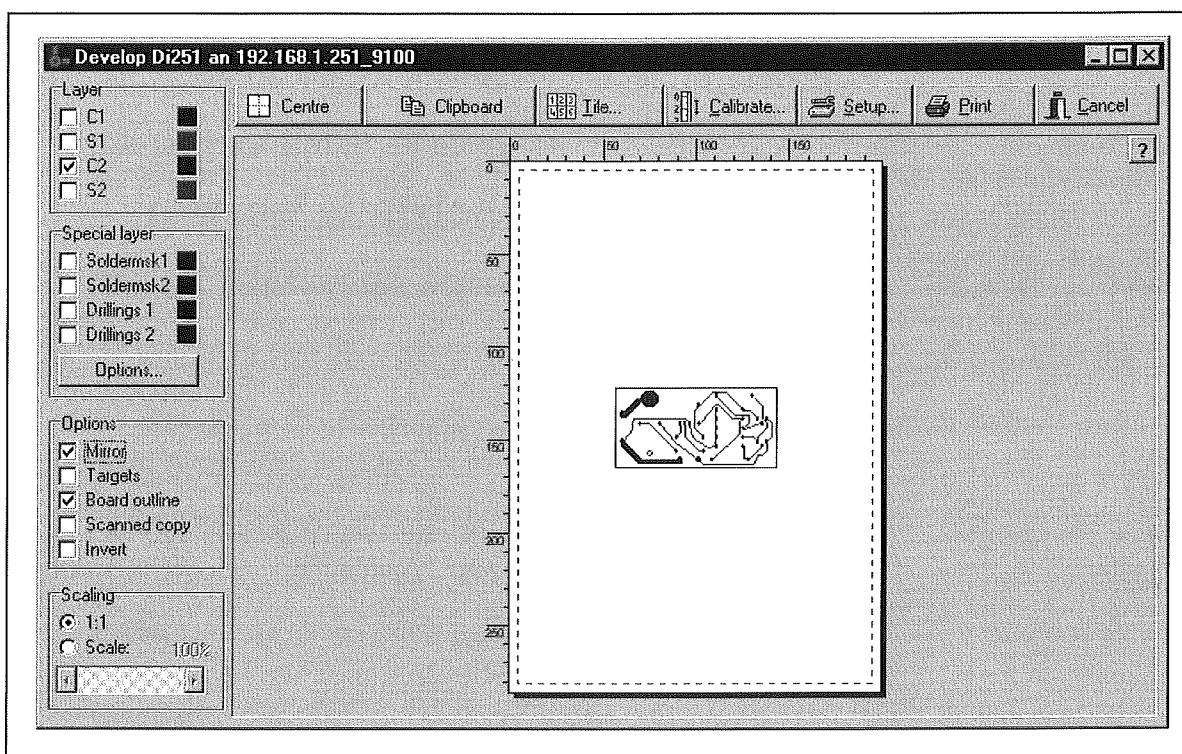 Develop Di251 an 192.168.1.251_9100
Layer
C1
S1
C2
S2
Centre
Clipboard
Tile...
Calibrate...
Setup...
Print
Cancel
?
0
50
100
150
0
50
100
150
200
250
Special layer
Soldermsk1
Soldermsk2
Drillings 1
Drillings 2
Options...
Options
Mirror
Targets
Board outline
Scanned copy
Invert
Scaling
1:1
Scale: 100%